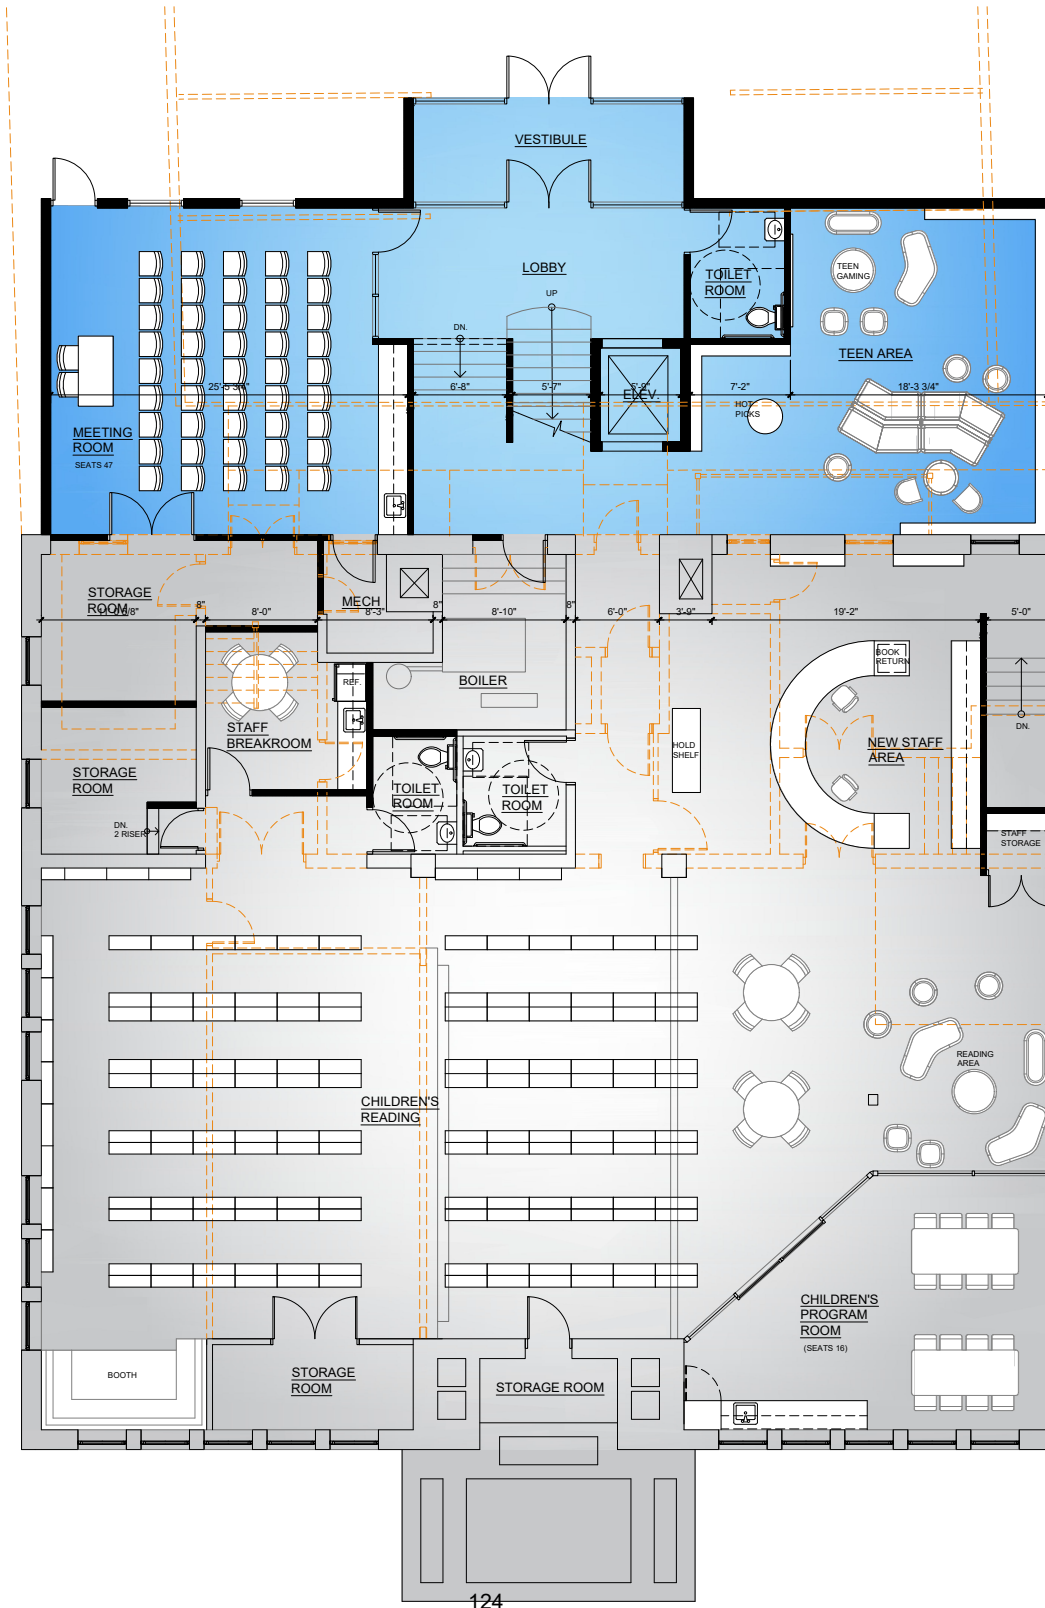 VESTIBULE
LOBBY
UP
DN.
TOILET
ROOM
TEEN
GAMING
TEEN AREA
25'-5 3/4"
6'-8"
5'-7"
ELEV.
7'-2"
18'-3 3/4"
HOT
PICKS
MEETING
ROOM
SEATS 47
STORAGE
ROOM
8"
8'-0"
MECH
8'-3"
8"
8'-10"
8"
6'-0"
3'-9"
19'-2"
5'-0"
BOOK
RETURN
REF.
BOILER
STAFF
BREAKROOM
HOLD
SHELF
NEW STAFF
AREA
DN.
STORAGE
ROOM
TOILET
ROOM
TOILET
ROOM
DN.
2 RISER
STAFF
STORAGE
READING
AREA
CHILDREN'S
READING
CHILDREN'S
PROGRAM
ROOM
(SEATS 16)
BOOTH
STORAGE
ROOM
STORAGE ROOM
124